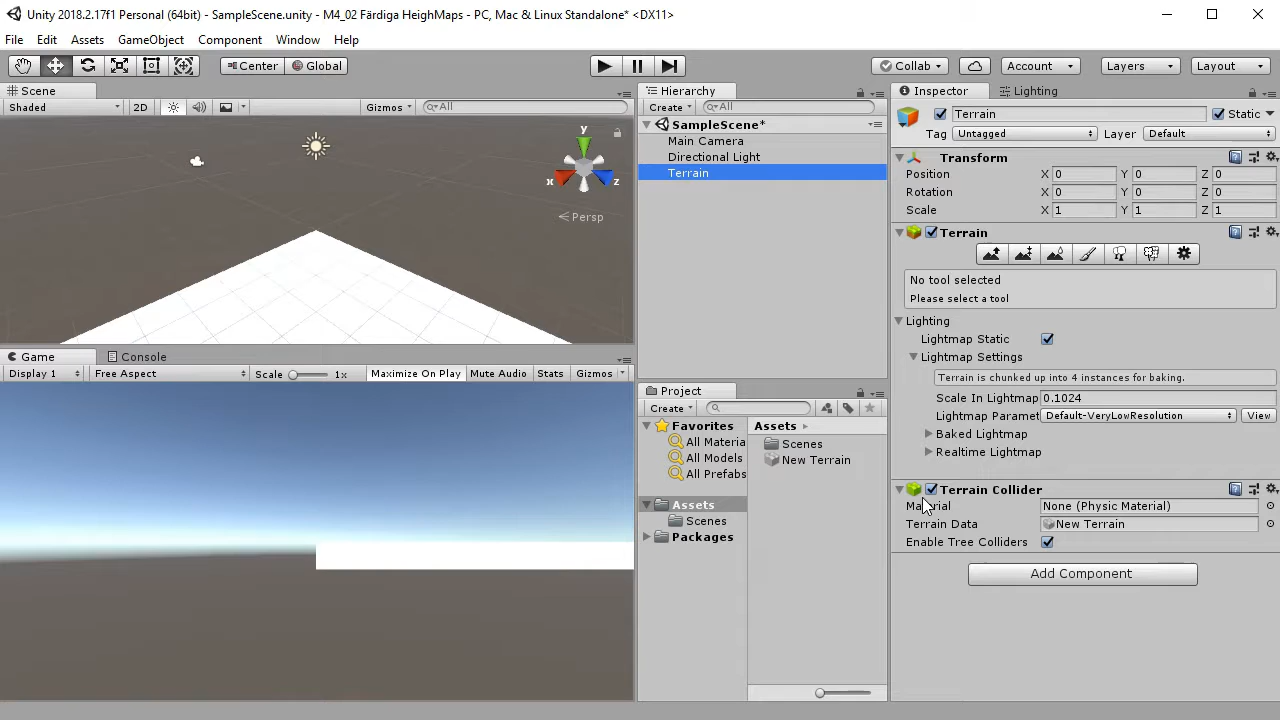 Unity 2018.2.17f1 Personal (64bit) - SampleScene.unity - M4_02 Färdiga HeighMaps - PC, Mac & Linux Standalone* <DX11>
File Edit Assets GameObject Component Window Help
Center Global Collab Account Layers Layout
Scene
Shaded 2D Gizmos All
y
x z
Persp
Game Console
Display 1 Free Aspect Scale 1x Maximize On Play Mute Audio Stats Gizmos
Hierarchy
Create All
SampleScene*
Main Camera
Directional Light
Terrain
Project
Create
Favorites
All Materia
All Models
All Prefabs
Assets
Scenes
Packages
Assets
Scenes
New Terrain
Inspector Lighting
Terrain Static
Tag Untagged Layer Default
Transform
Position X 0 Y 0 Z 0
Rotation X 0 Y 0 Z 0
Scale X 1 Y 1 Z 1
Terrain
No tool selected
Please select a tool
Lighting
Lightmap Static
Lightmap Settings
Terrain is chunked up into 4 instances for baking.
Scale In Lightmap 0.1024
Lightmap Paramet Default-VeryLowResolution View
Baked Lightmap
Realtime Lightmap
Terrain Collider
Material None (Physic Material)
Terrain Data New Terrain
Enable Tree Colliders
Add Component